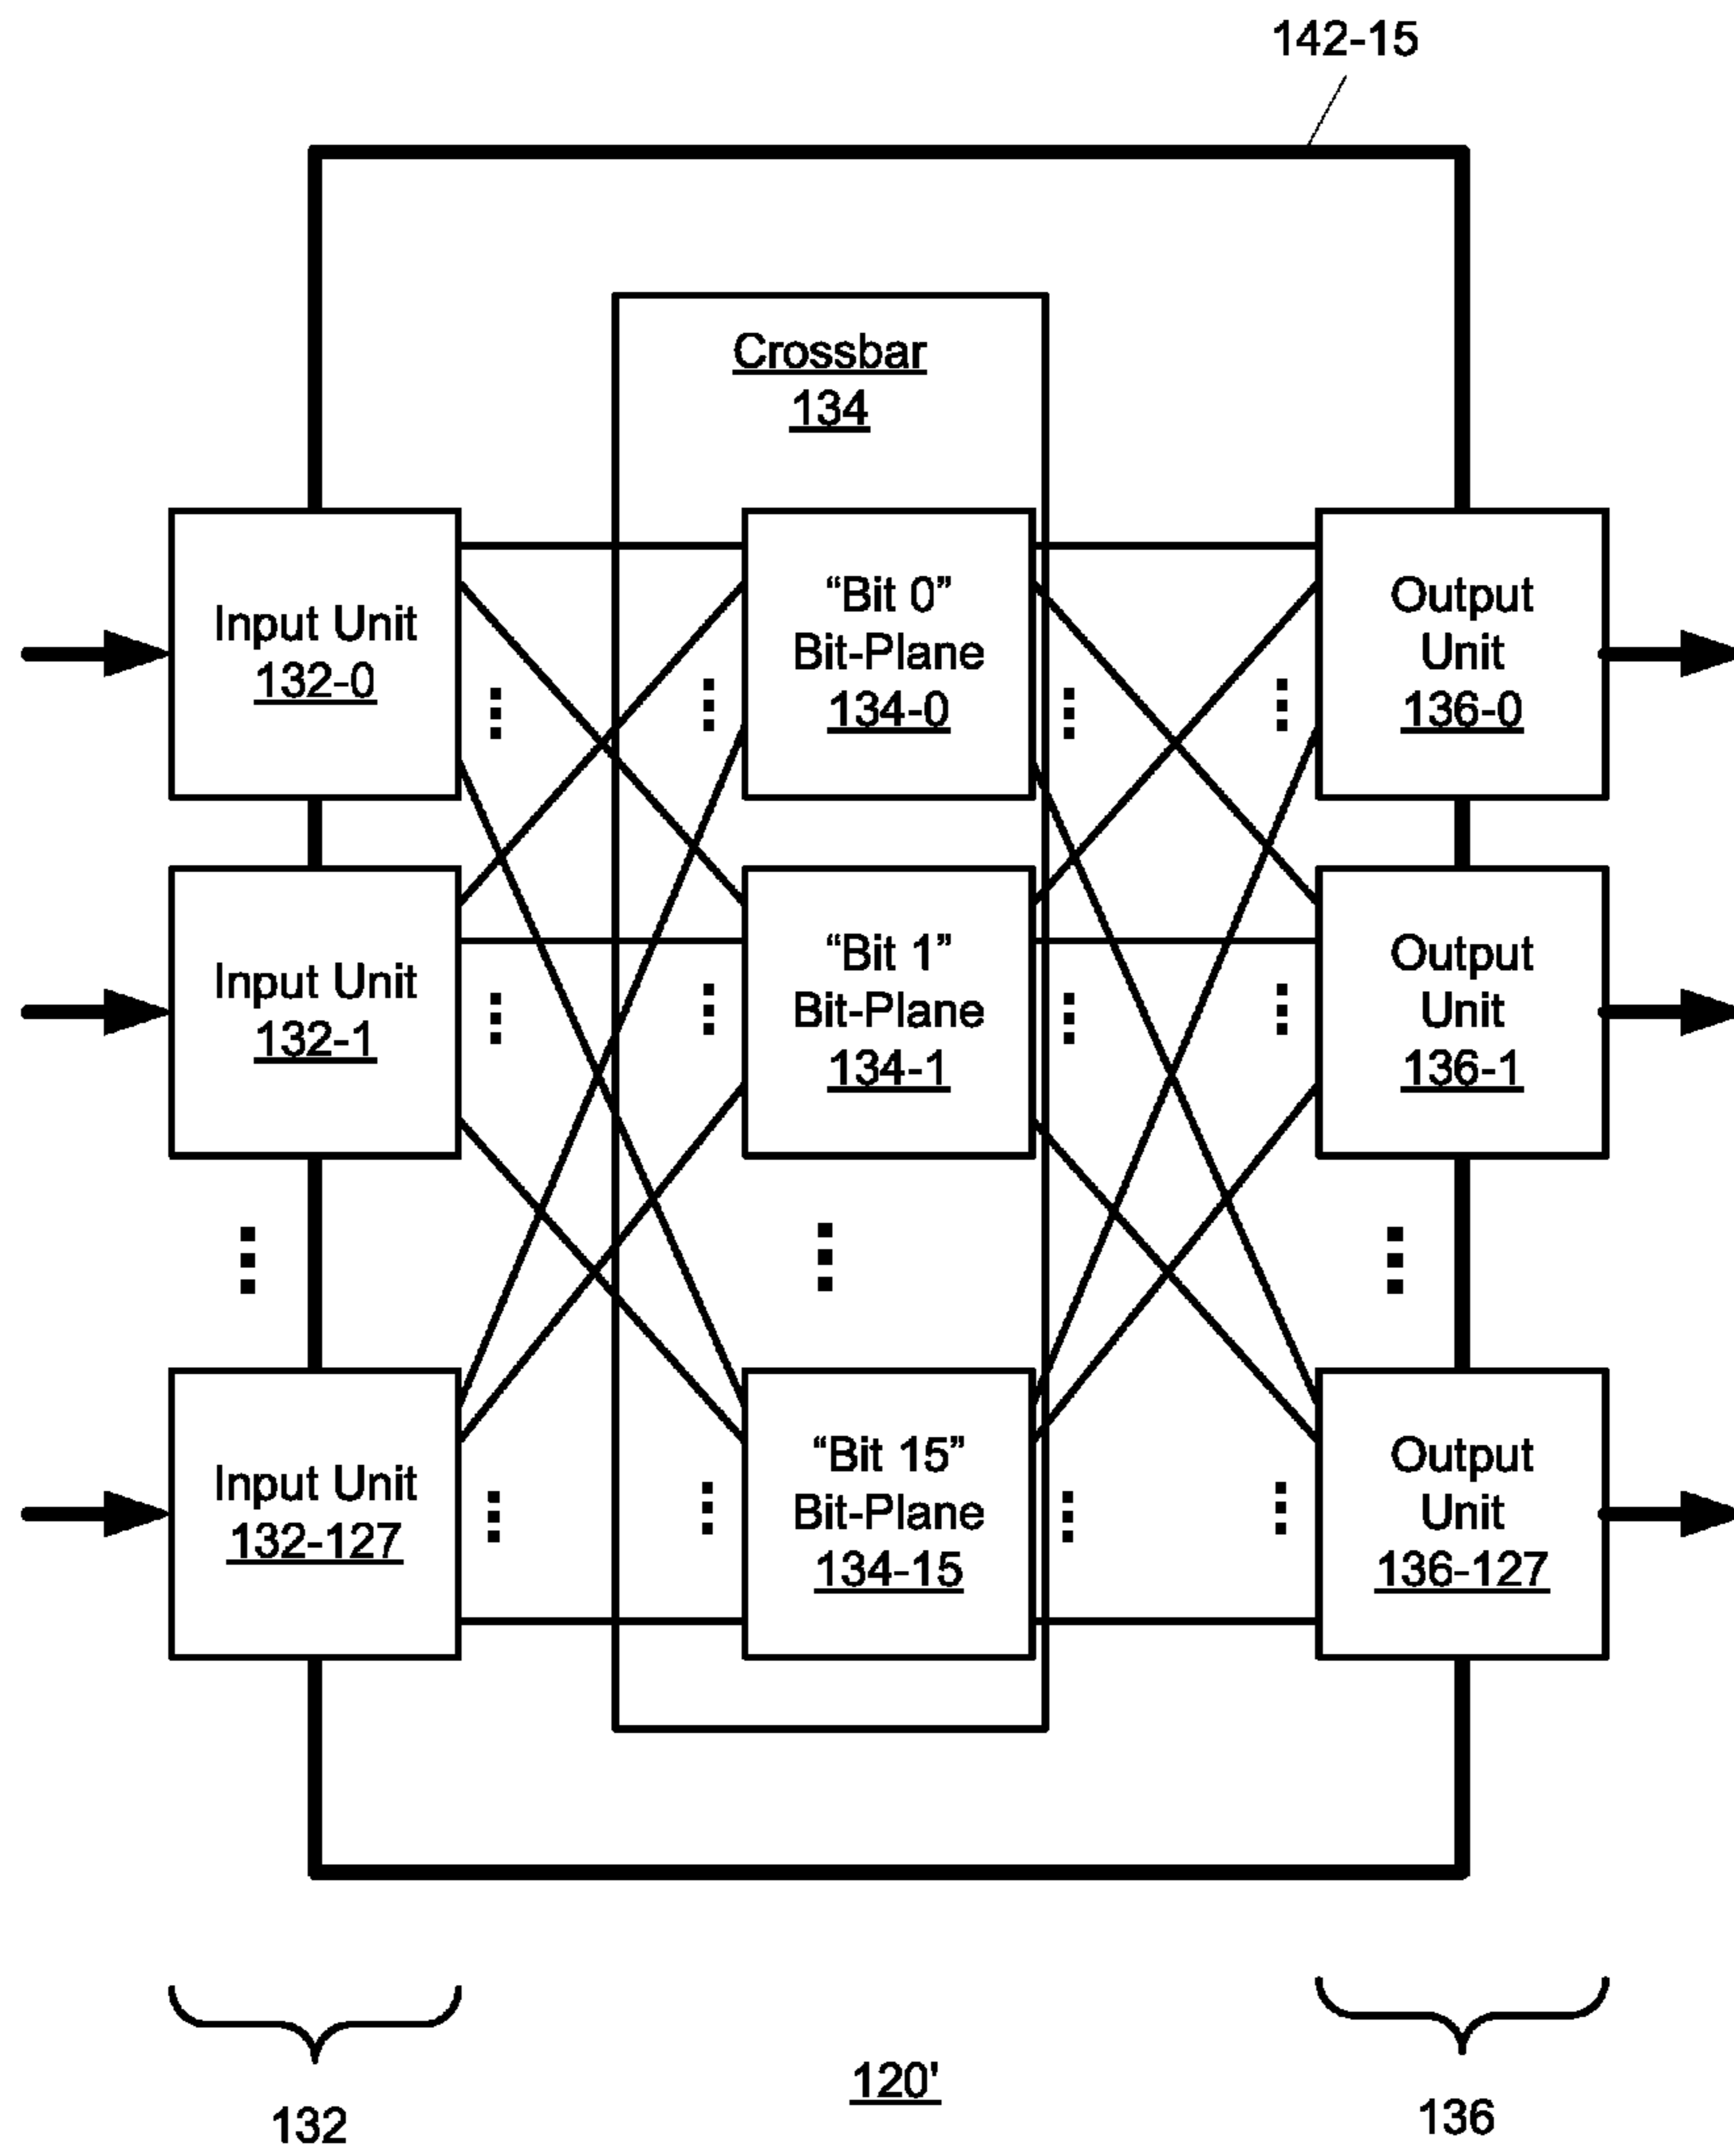 142-15
Crossbar
134
Input Unit
132-0
“Bit 0”
Bit-Plane
134-0
Output
Unit
136-0
Input Unit
132-1
“Bit 1”
Bit-Plane
134-1
Output
Unit
136-1
Input Unit
132-127
“Bit 15”
Bit-Plane
134-15
Output
Unit
136-127
132
120'
136